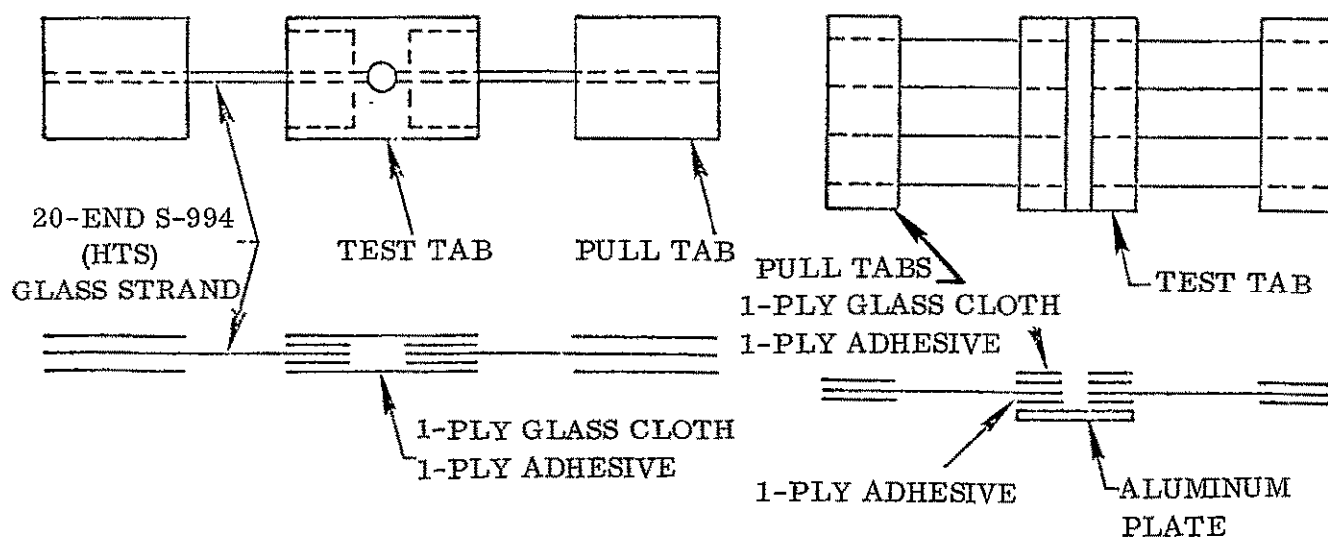 20-END S-994
(HTS)
GLASS STRAND
TEST TAB
PULL TAB
1-PLY GLASS CLOTH
1-PLY ADHESIVE
PULL TABS
1-PLY GLASS CLOTH
1-PLY ADHESIVE
TEST TAB
1-PLY ADHESIVE
ALUMINUM
PLATE